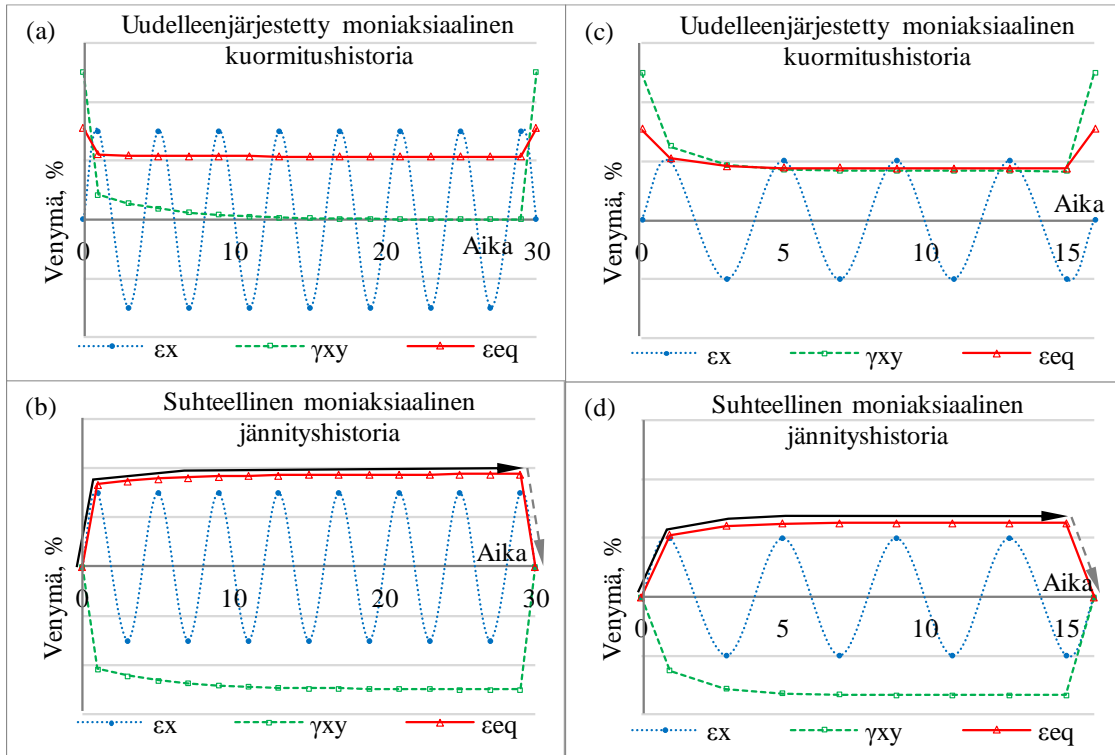 (a) Uudelleenjärjestetty moniaksiaalinen
kuormitushistoria
Venymä, %
0 10 20 30
Aika
εx γxy εeq
(c) Uudelleenjärjestetty moniaksiaalinen
kuormitushistoria
Venymä, %
Aika
0 5 10 15
εx γxy εeq
(b) Suhteellinen moniaksiaalinen
jännityshistoria
Venymä, %
Aika
0 10 20 30
εx γxy εeq
(d) Suhteellinen moniaksiaalinen
jännityshistoria
Venymä, %
Aika
0 5 10 15
εx γxy εeq